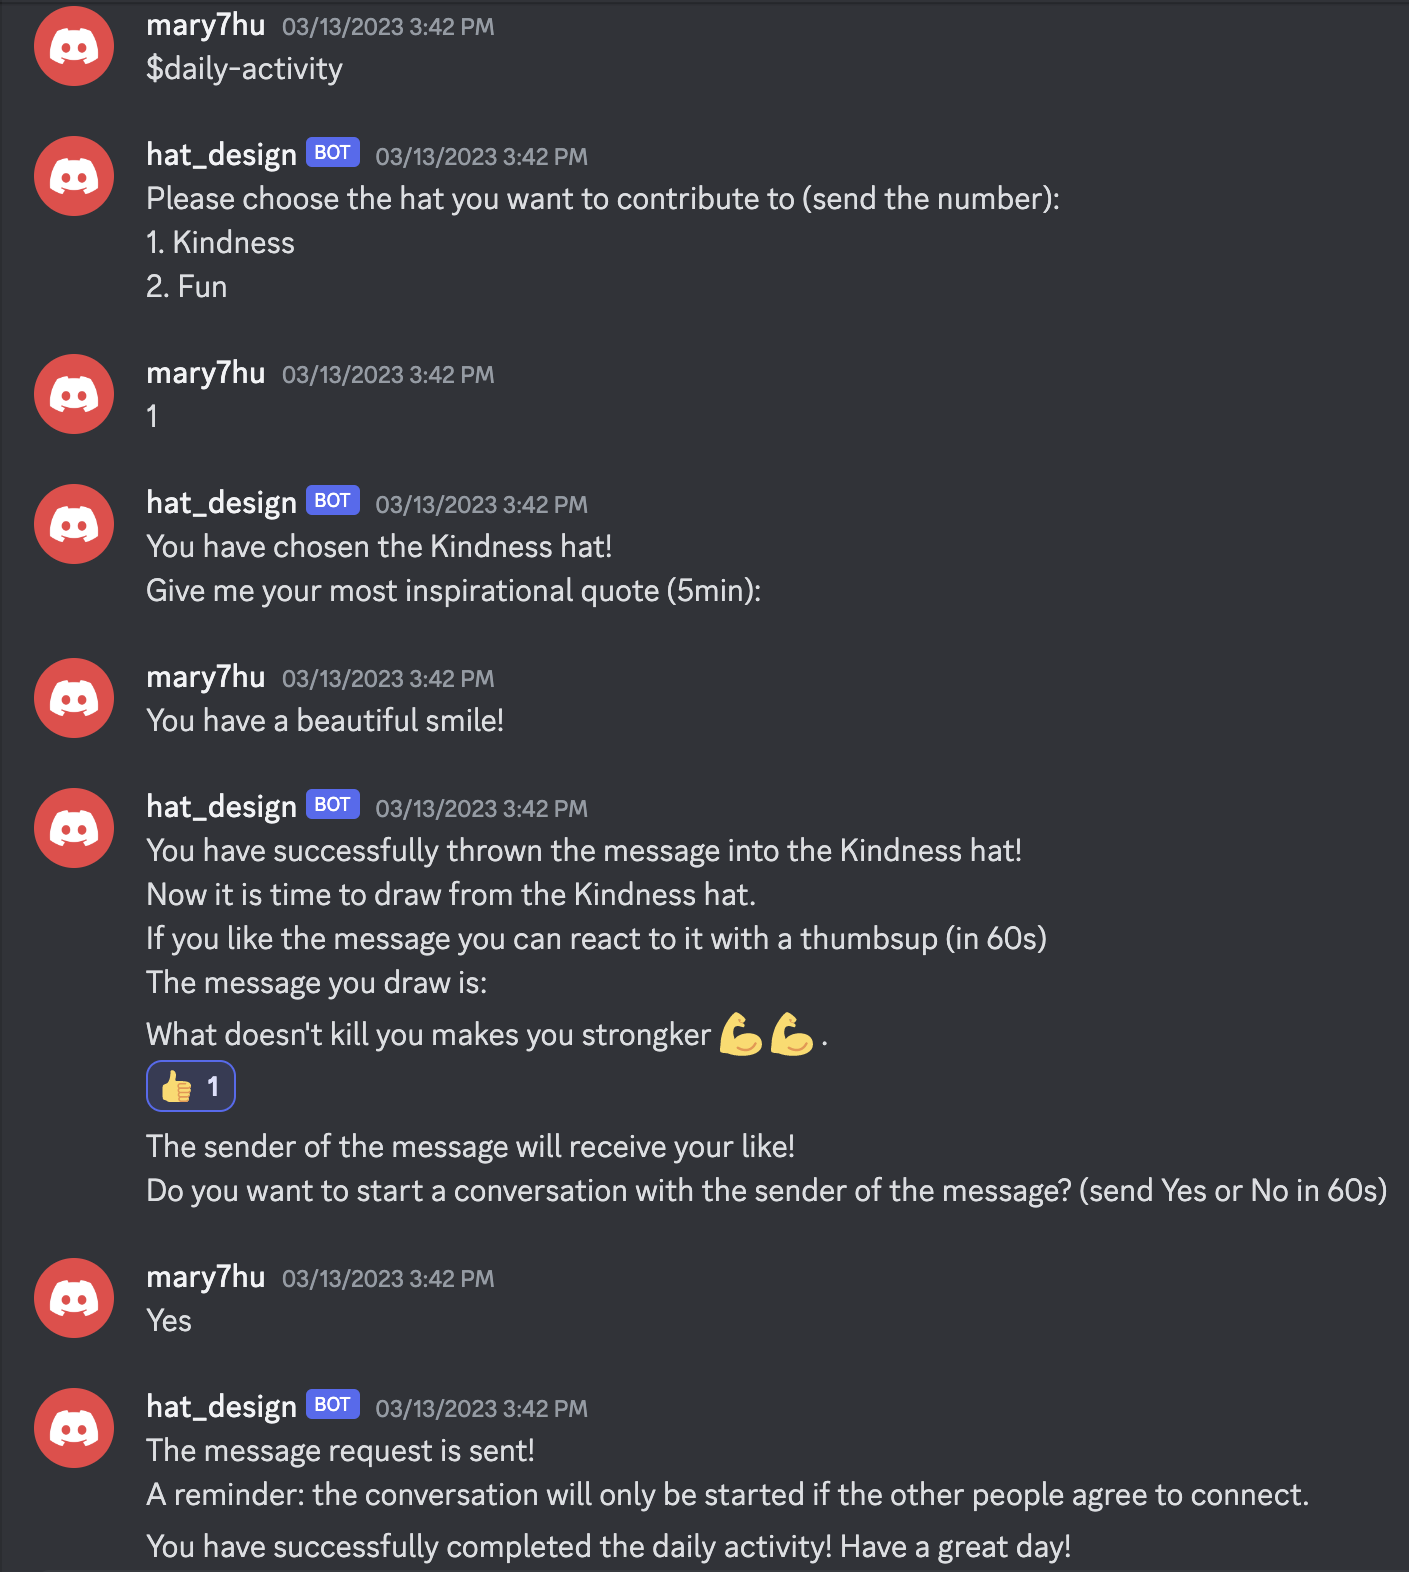 mary7hu 03/13/2023 3:42 PM
$daily-activity
hat_design BOT 03/13/2023 3:42 PM
Please choose the hat you want to contribute to (send the number):
1. Kindness
2. Fun
mary7hu 03/13/2023 3:42 PM
1
hat_design BOT 03/13/2023 3:42 PM
You have chosen the Kindness hat!
Give me your most inspirational quote (5min):
mary7hu 03/13/2023 3:42 PM
You have a beautiful smile!
hat_design BOT 03/13/2023 3:42 PM
You have successfully thrown the message into the Kindness hat!
Now it is time to draw from the Kindness hat.
If you like the message you can react to it with a thumbsup (in 60s)
The message you draw is:
What doesn't kill you makes you strongker 💪💪 .
👍 1
The sender of the message will receive your like!
Do you want to start a conversation with the sender of the message? (send Yes or No in 60s)
mary7hu 03/13/2023 3:42 PM
Yes
hat_design BOT 03/13/2023 3:42 PM
The message request is sent!
A reminder: the conversation will only be started if the other people agree to connect.
You have successfully completed the daily activity! Have a great day!